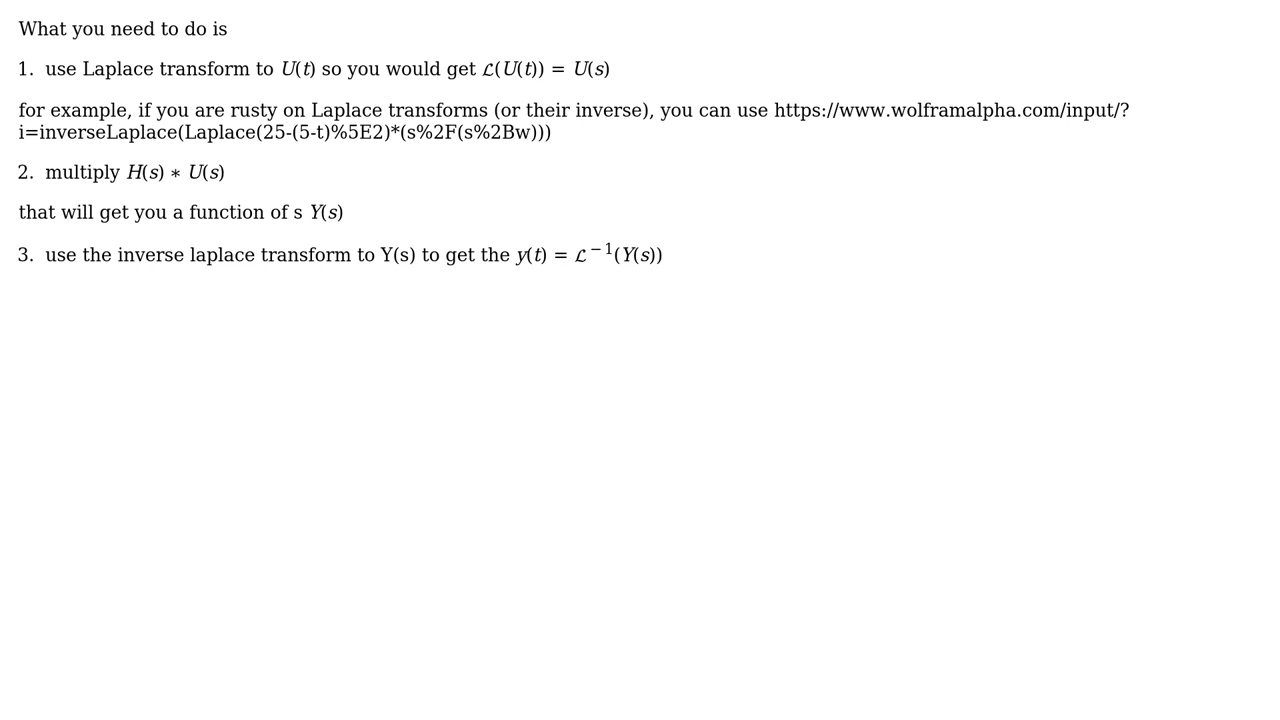 What you need to do is
1. use Laplace transform to U(t) so you would get ℒ(U(t)) = U(s)
for example, if you are rusty on Laplace transforms (or their inverse), you can use https://www.wolframalpha.com/input/?
i=inverseLaplace(Laplace(25-(5-t)%5E2)*(s%2F(s%2Bw)))
2. multiply H(s) ∗ U(s)
that will get you a function of s Y(s)
3. use the inverse laplace transform to Y(s) to get the y(t) = ℒ⁻¹(Y(s))